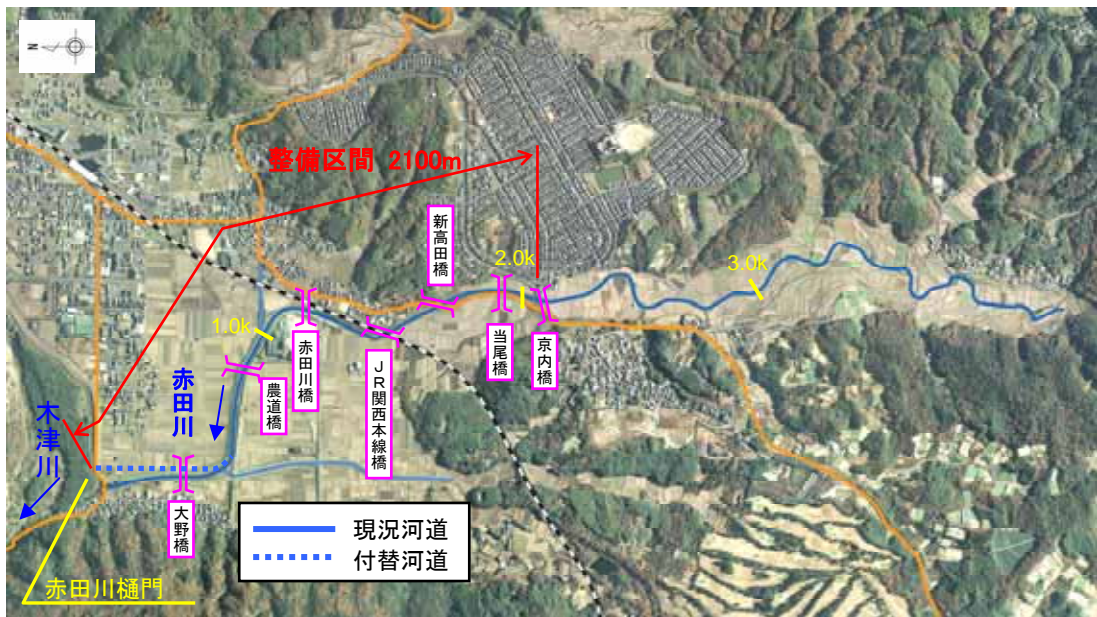 N
整備区間 2100m
新高田橋
2.0k
3.0k
1.0k
赤田川橋
当尾橋
京内橋
JR関西本線橋
農道橋
赤田川
木津川
大野橋
現況河道
付替河道
赤田川樋門